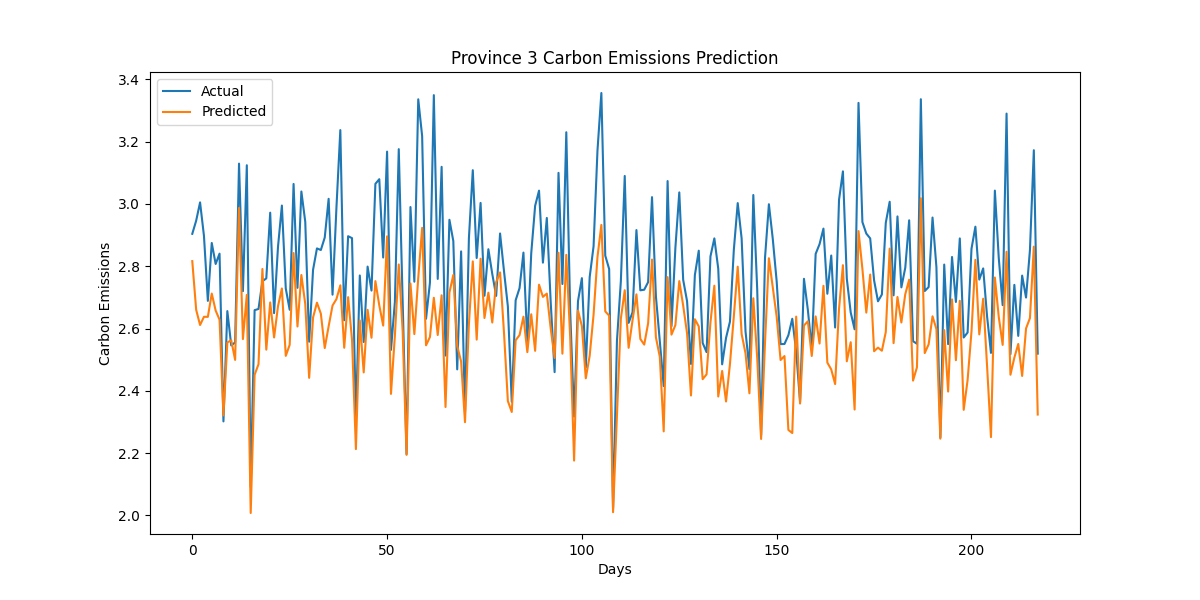 Province 3 Carbon Emissions Prediction
Actual
Predicted
3.4
3.2
3.0
2.8
2.6
2.4
2.2
2.0
Carbon Emissions
0 50 100 150 200
Days